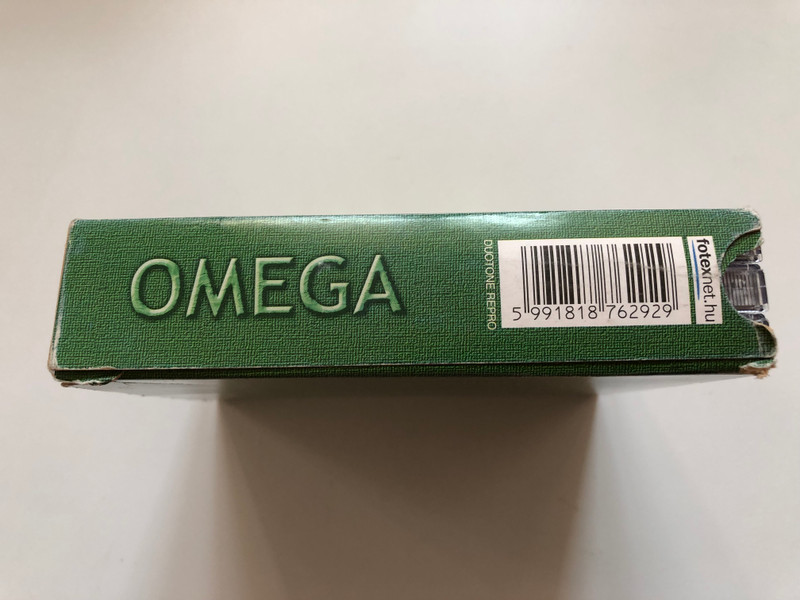 OMEGA
DUOTONE REPRO
5 991818 762929
fotexnet.hu